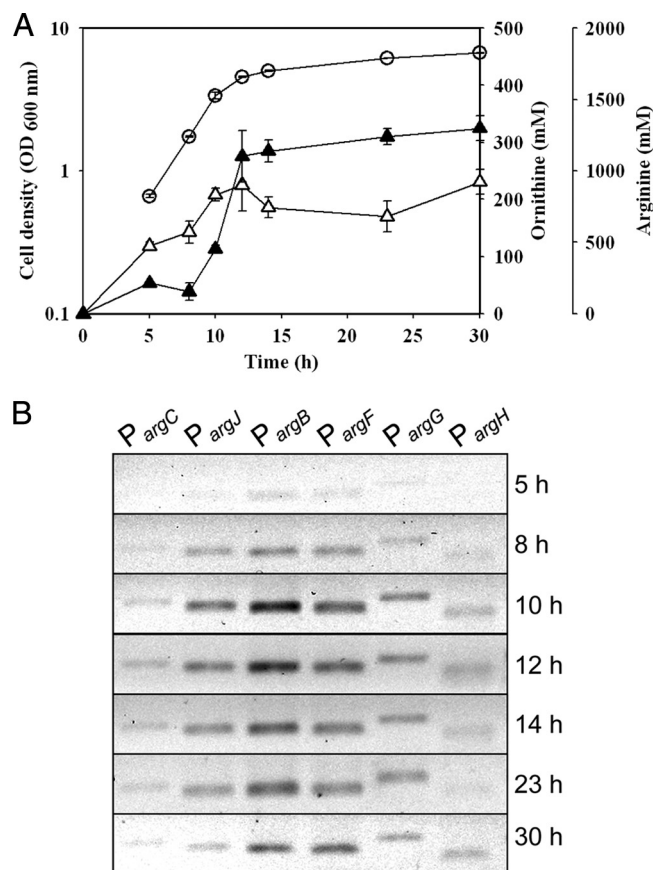 A
Cell density (OD 600 nm)
10
1
0.1
0 5 10 15 20 25 30
Time (h)
500
400
300
200
100
0
Ornithine (mM)
2000
1500
1000
500
0
Arginine (mM)
B
P argC P argJ P argB P argF P argG P argH
5 h
8 h
10 h
12 h
14 h
23 h
30 h